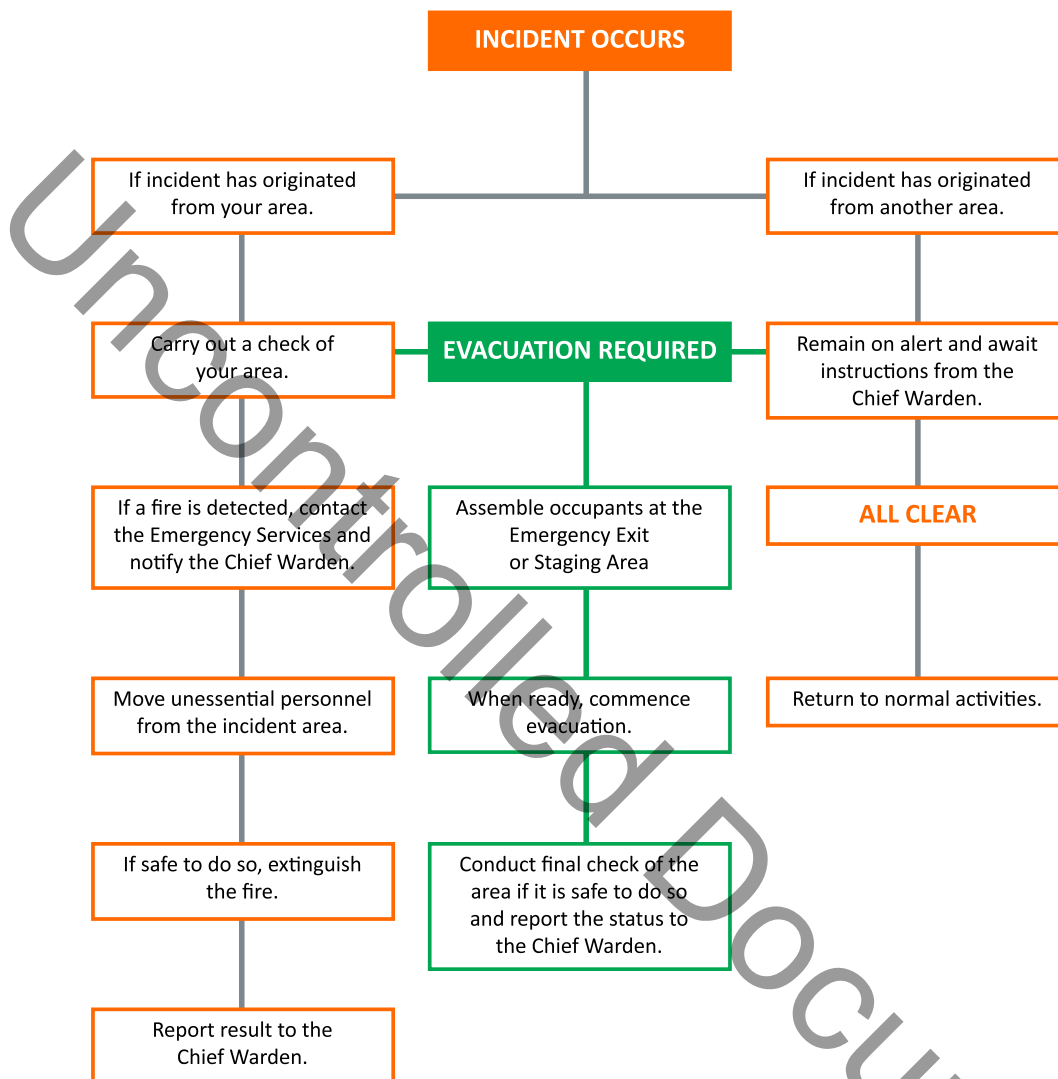 INCIDENT OCCURS
If incident has originated
from your area.
If incident has originated
from another area.
Carry out a check of
your area.
EVACUATION REQUIRED
Remain on alert and await
instructions from the
Chief Warden.
If a fire is detected, contact
the Emergency Services and
notify the Chief Warden.
Assemble occupants at the
Emergency Exit
or Staging Area
ALL CLEAR
Move unessential personnel
from the incident area.
When ready, commence
evacuation.
Return to normal activities.
If safe to do so, extinguish
the fire.
Conduct final check of the
area if it is safe to do so
and report the status to
the Chief Warden.
Report result to the
Chief Warden.
Uncontrolled